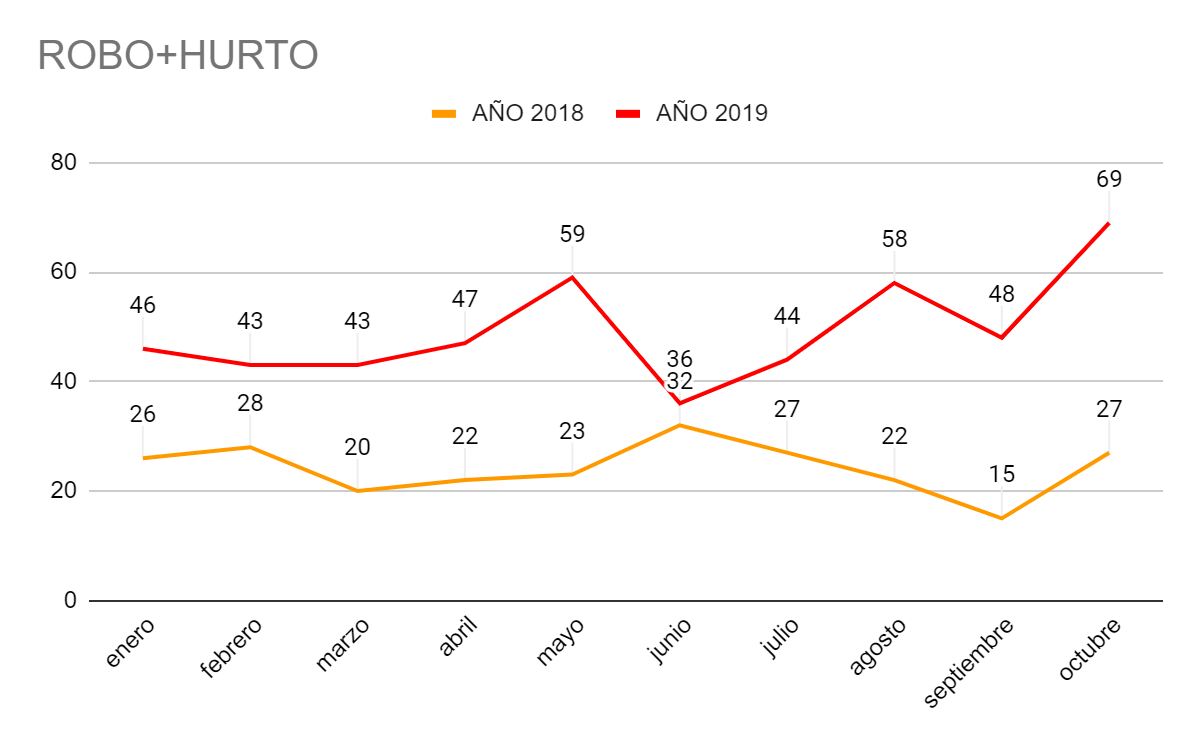 ROBO+HURTO
AÑO 2018 AÑO 2019
80
60
40
20
0
46 43 43 47 59 36 44 58 48 69
26 28 20 22 23 32 27 22 15 27
enero febrero marzo abril mayo junio julio agosto septiembre octubre